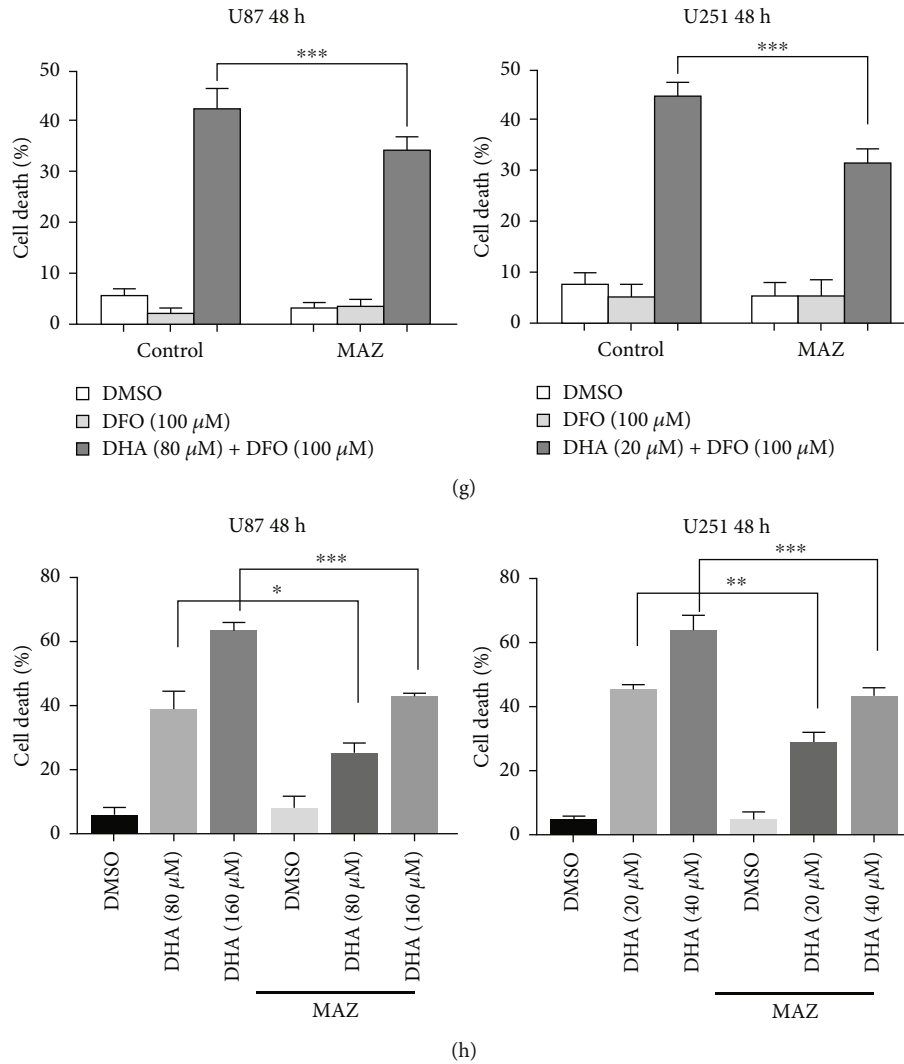 U87 48 h
***
Cell death (%)
50
40
30
20
10
0
Control MAZ
DMSO
DFO (100 μM)
DHA (80 μM) + DFO (100 μM)
U251 48 h
***
Cell death (%)
50
40
30
20
10
0
Control MAZ
DMSO
DFO (100 μM)
DHA (20 μM) + DFO (100 μM)
(g)
U87 48 h
***
*
Cell death (%)
80
60
40
20
0
DMSO
DHA (80 μM)
DHA (160 μM)
DMSO
DHA (80 μM)
DHA (160 μM)
MAZ
U251 48 h
***
**
Cell death (%)
80
60
40
20
0
DMSO
DHA (20 μM)
DHA (40 μM)
DMSO
DHA (20 μM)
DHA (40 μM)
MAZ
(h)